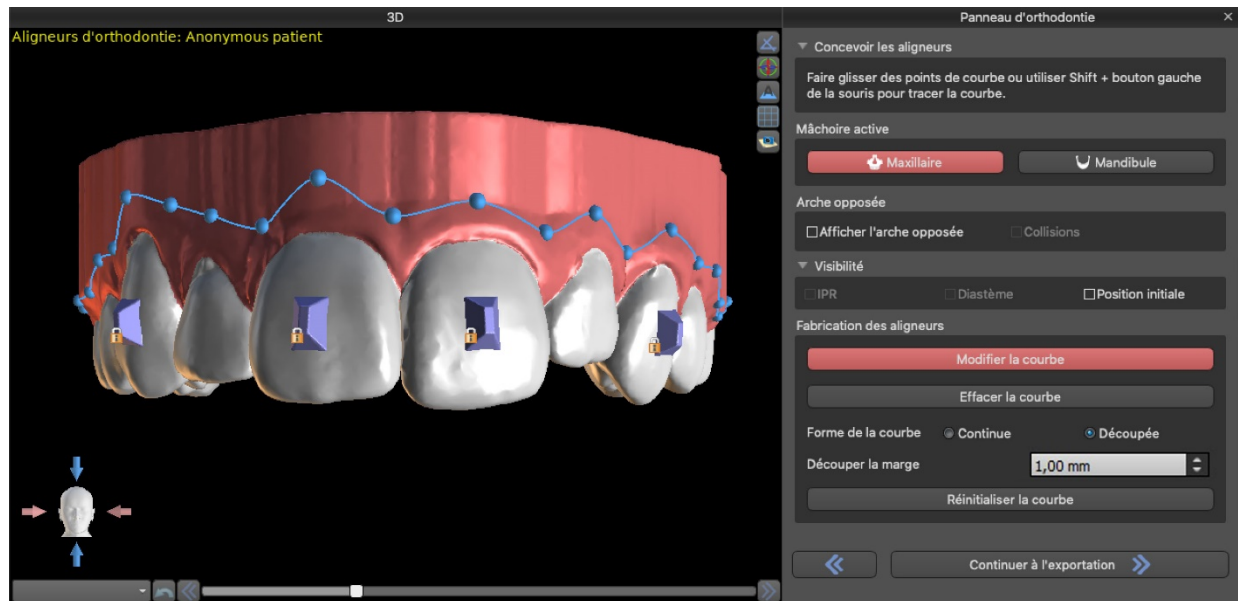 3D
Panneau d'orthodontie
Aligneurs d'orthodontie: Anonymous patient
Concevoir les aligneurs
Faire glisser des points de courbe ou utiliser Shift + bouton gauche
de la souris pour tracer la courbe.
Mâchoire active
Maxillaire
Mandibule
Arche opposée
Afficher l'arche opposée
Collisions
Visibilité
IPR
Diastème
Position initiale
Fabrication des aligneurs
Modifier la courbe
Effacer la courbe
Forme de la courbe
Continue
Découpée
Découper la marge
1,00 mm
Réinitialiser la courbe
Continuer à l'exportation